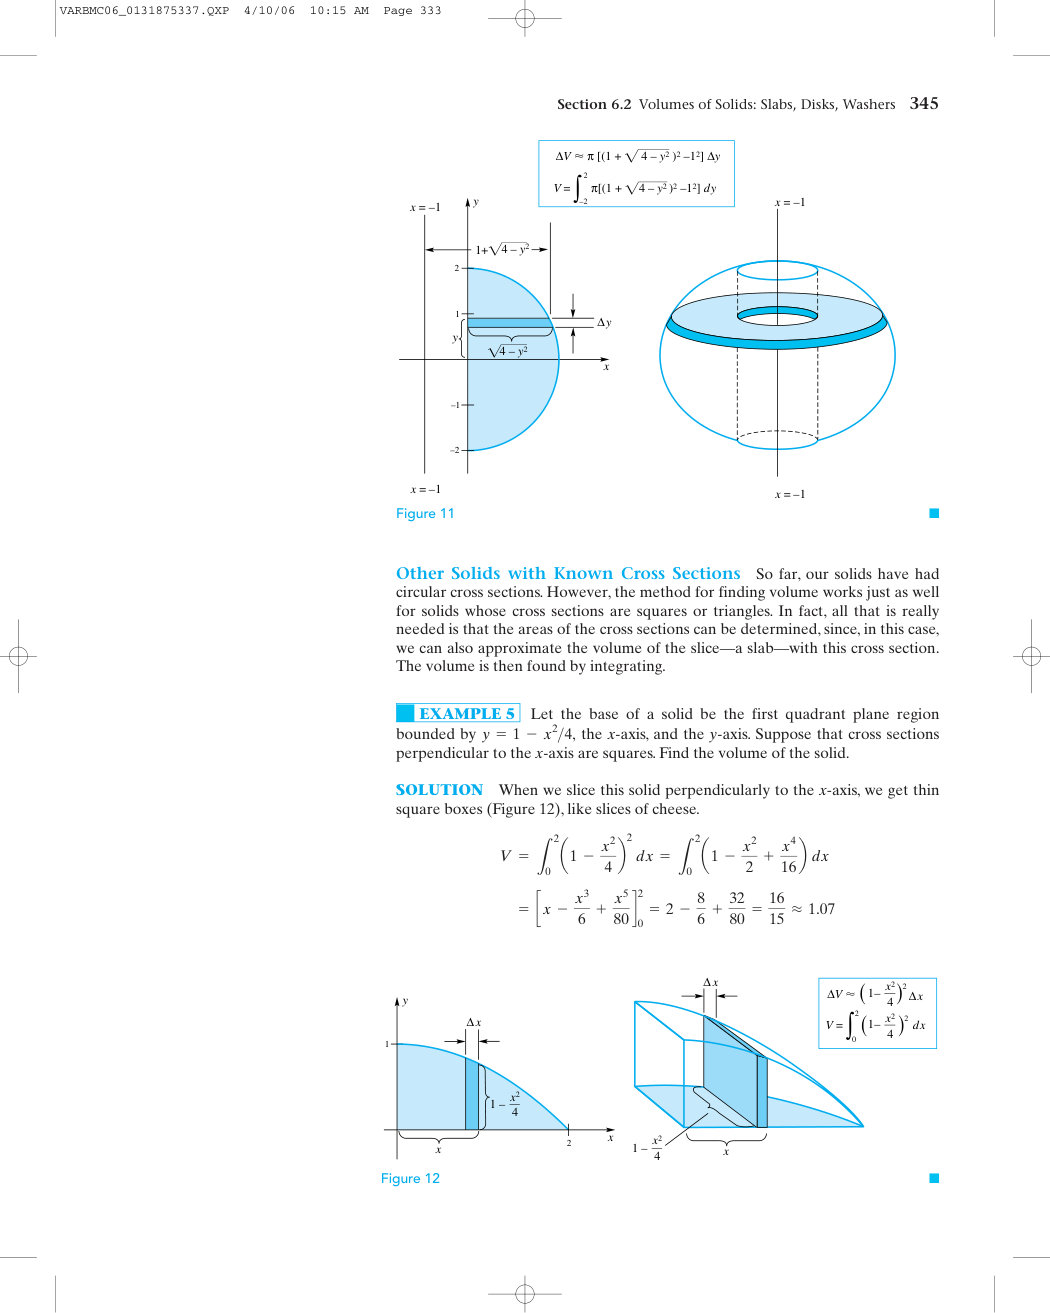 VARBMC06_0131875337.QXP 4/10/06 10:15 AM Page 333
Section 6.2 Volumes of Solids: Slabs, Disks, Washers 345
ΔV ≈ π [(1 + √(4 – y²) )² –1²] Δy
V = ∫₋₂² π[(1 + √(4 – y²) )² –1²] dy
x = –1
y
x = –1
1+√(4 – y²)
2
1
Δy
y
√(4 – y²)
x
–1
–2
x = –1
x = –1
Figure 11
Other Solids with Known Cross Sections So far, our solids have had
circular cross sections. However, the method for finding volume works just as well
for solids whose cross sections are squares or triangles. In fact, all that is really
needed is that the areas of the cross sections can be determined, since, in this case,
we can also approximate the volume of the slice—a slab—with this cross section.
The volume is then found by integrating.
EXAMPLE 5 Let the base of a solid be the first quadrant plane region
bounded by y = 1 − x²/4, the x-axis, and the y-axis. Suppose that cross sections
perpendicular to the x-axis are squares. Find the volume of the solid.
SOLUTION When we slice this solid perpendicularly to the x-axis, we get thin
square boxes (Figure 12), like slices of cheese.
V = ∫₀² (1 − x²/4)² dx = ∫₀² (1 − x²/2 + x⁴/16) dx
= [x − x³/6 + x⁵/80]₀² = 2 − 8/6 + 32/80 = 16/15 ≈ 1.07
Δx
ΔV ≈ (1– x²/4)² Δx
V = ∫₀² (1– x²/4)² dx
y
Δx
1
1 – x²/4
x
2
x
1 – x²/4
x
Figure 12